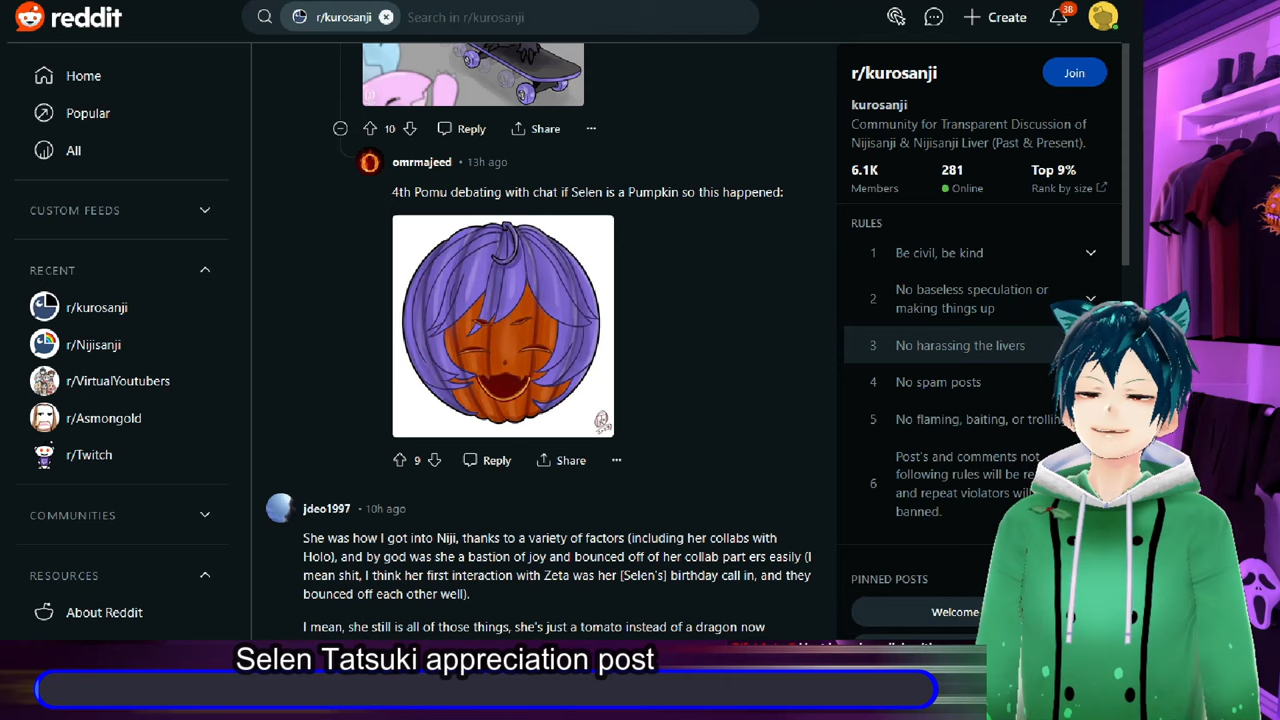 reddit
r/kurosanji
Search in r/kurosanji
Create
38
Home
Popular
All
CUSTOM FEEDS
RECENT
r/kurosanji
r/Nijisanji
r/VirtualYoutubers
r/Asmongold
r/Twitch
COMMUNITIES
RESOURCES
About Reddit
10
Reply
Share
omrmajeed • 13h ago
4th Pomu debating with chat if Selen is a Pumpkin so this happened:
9
Reply
Share
jdeo1997 • 10h ago
She was how I got into Niji, thanks to a variety of factors (including her collabs with
Holo), and by god was she a bastion of joy and bounced off of her collab part ers easily (I
mean shit, I think her first interaction with Zeta was her [Selen's] birthday call in, and they
bounced off each other well).
I mean, she still is all of those things, she's just a tomato instead of a dragon now
r/kurosanji
Join
kurosanji
Community for Transparent Discussion of
Nijisanji & Nijisanji Liver (Past & Present).
6.1K
281
Top 9%
Members
Online
Rank by size
RULES
1 Be civil, be kind
2 No baseless speculation or
making things up
3 No harassing the livers
4 No spam posts
5 No flaming, baiting, or trollin
6 Post's and comments not
following rules will be re
and repeat violators wil
banned.
PINNED POSTS
Welcome
Selen Tatsuki appreciation post